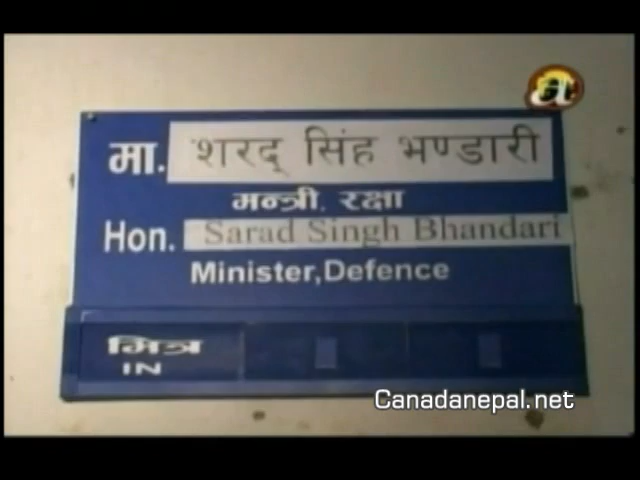 मा. शरद् सिंह भण्डारी
मन्त्री, रक्षा
Hon. Sarad Singh Bhandari
Minister,Defence
भित्र
IN
Canadanepal.net